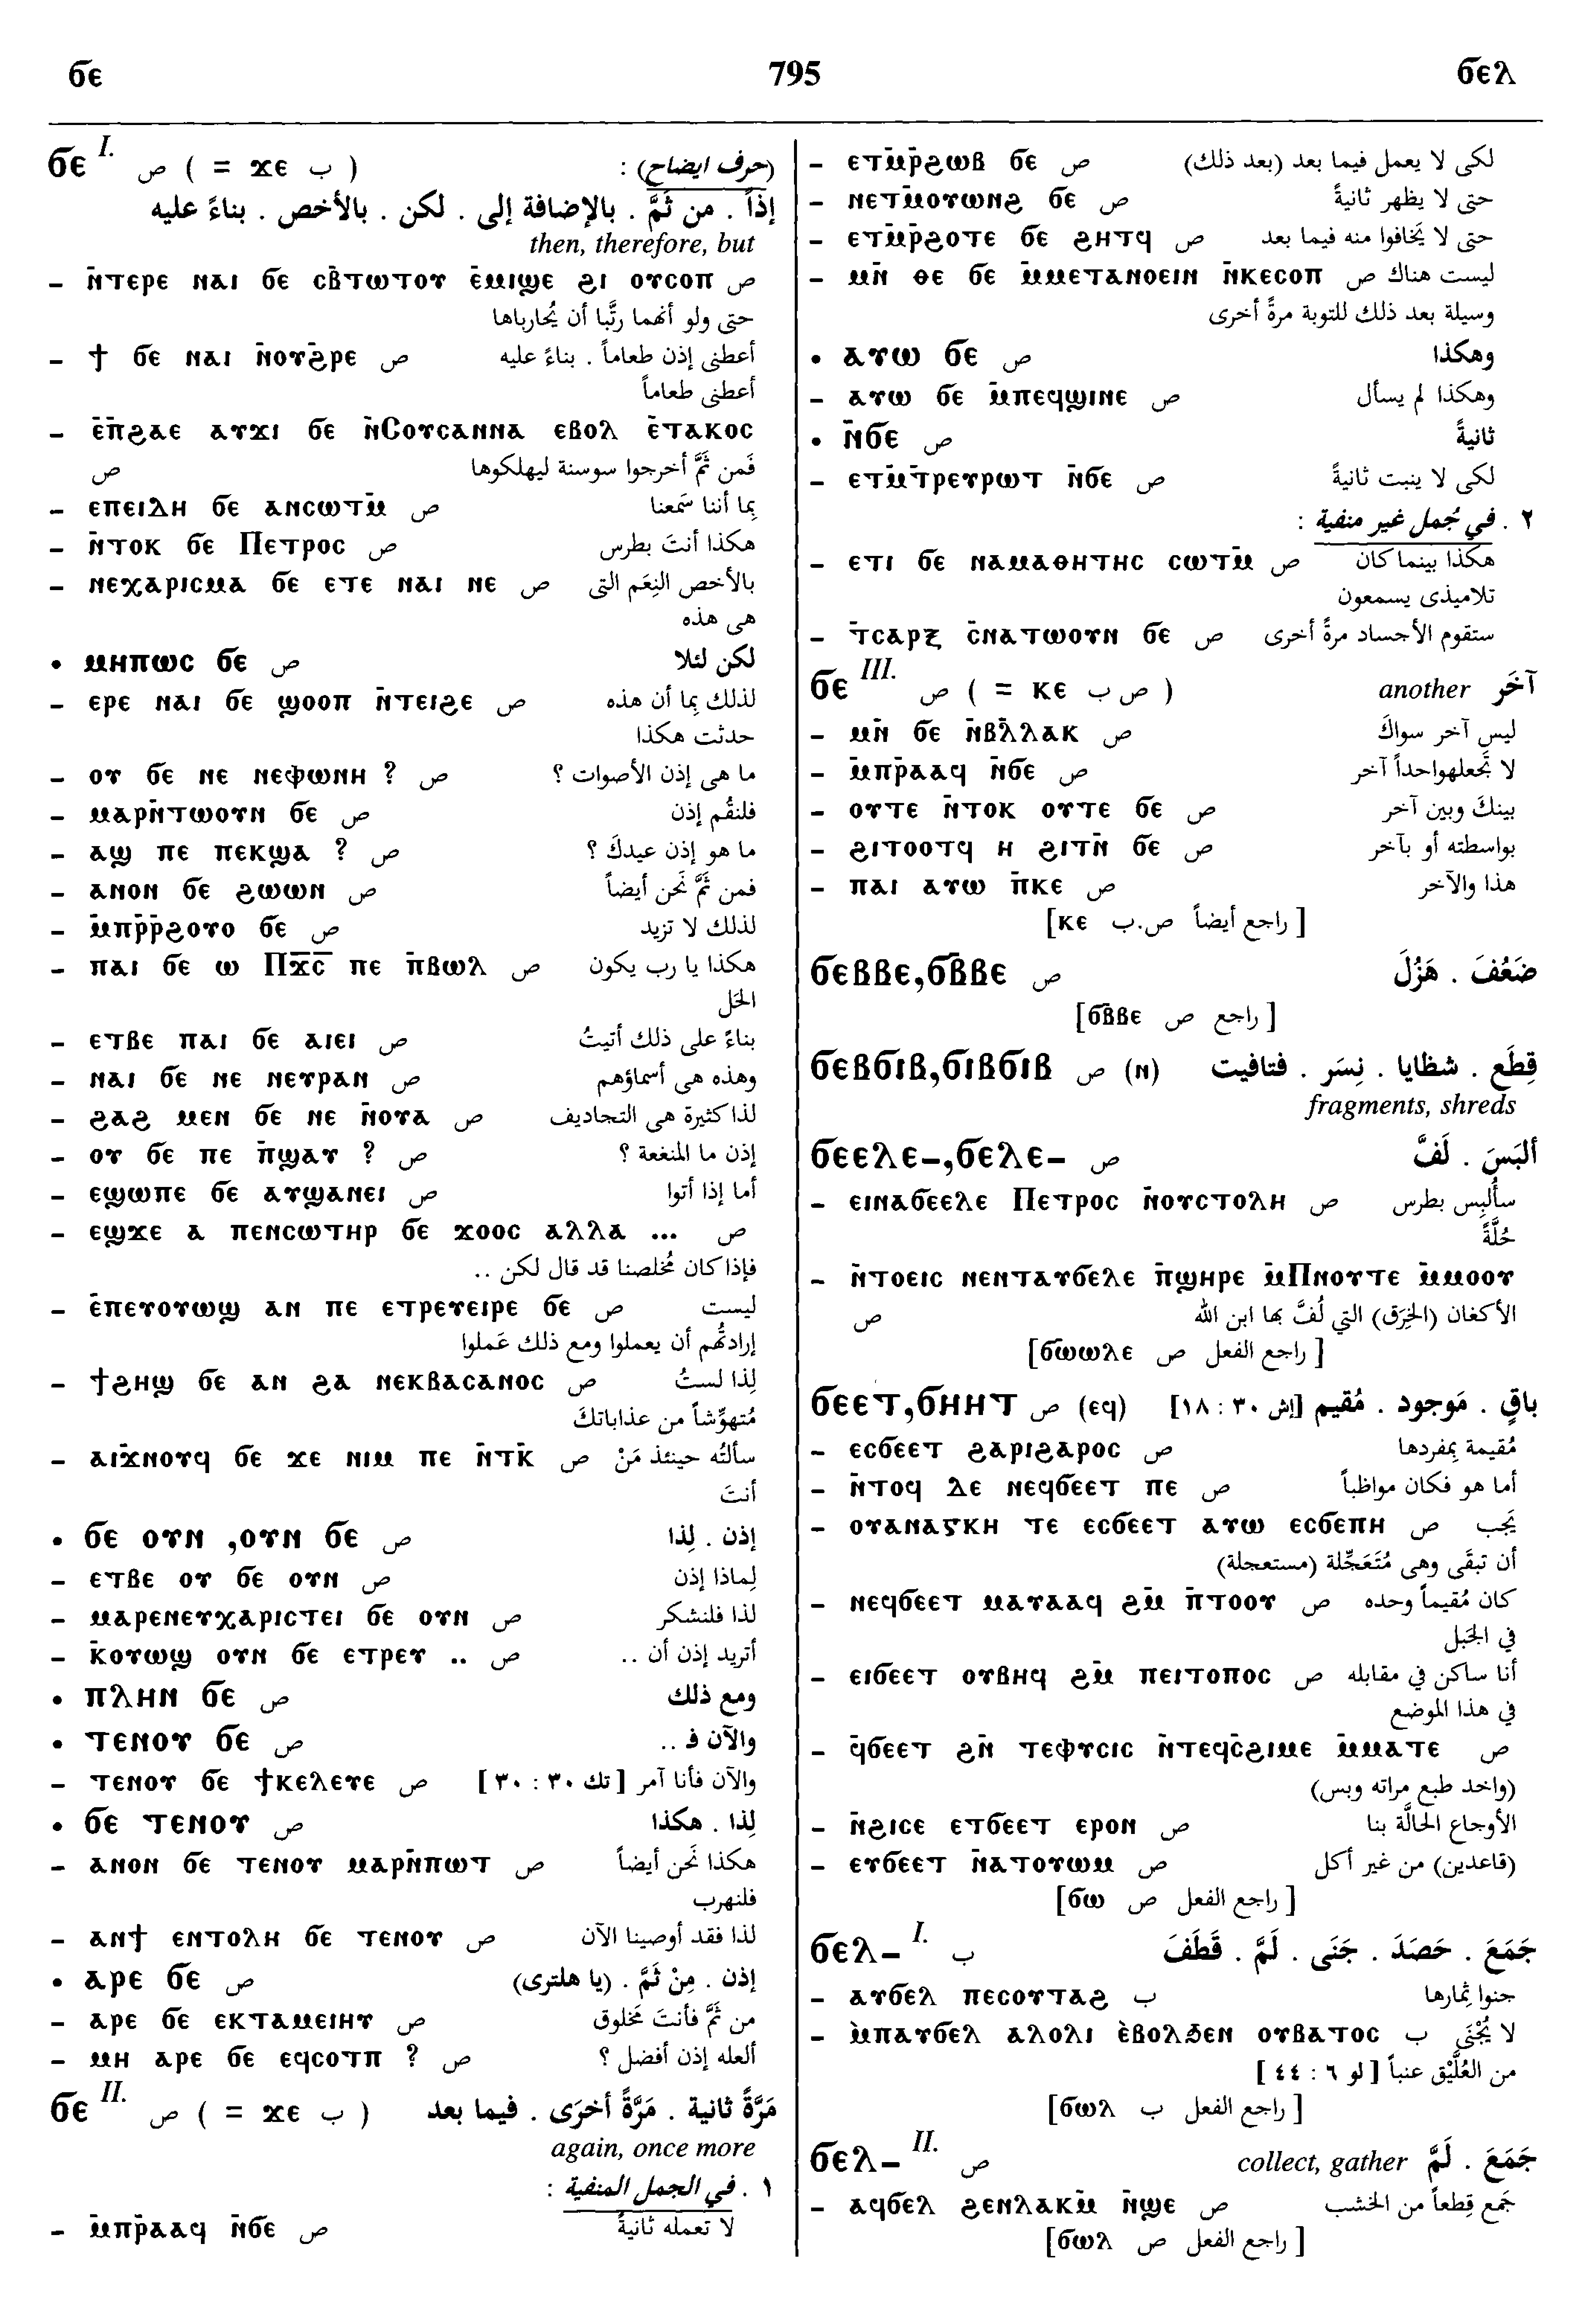 ϭⲉ 795 ϭⲉⲗ
ϭⲉ I. ص ( = ϫⲉ ب ) (حرف ايضاح) :
إذاً . من ثَمَّ . بالإضافة إلى . لكن . بالأخص . بناءً عليه
then, therefore, but
– ⲛ̄ⲧⲉⲣⲉ ⲛⲁⲓ ϭⲉ ⲥⲃ̄ⲧⲱⲧⲟⲩ ⲉ̀ⲙⲓϣⲉ ϩⲓ ⲟⲩⲥⲟⲡ ص
حتى ولو أنهما رتَّبا أن يُحارباها
– ϯ ϭⲉ ⲛⲁⲓ ⲛ̄ⲟⲩϩ̄ⲣⲉ ص أعطنى إذن طعاماً . بناءً عليه
أعطنى طعاماً
– ⲉ̄ⲡ̄ϩⲁⲉ ⲁⲩϫⲓ ϭⲉ ⲛ̄Ⲥⲟⲩⲥⲁⲛⲛⲁ ⲉⲃⲟⲗ ⲉ̀ⲧⲁⲕⲟⲥ
ص فَمن ثَمَّ أخرجوا سوسنة ليهلكوها
– ⲉⲡⲉⲓⲇⲏ ϭⲉ ⲁⲛⲥⲱⲧⲙ̄ ص بِما أننا سَمعنا
– ⲛ̄ⲧⲟⲕ ϭⲉ Ⲡⲉⲧⲣⲟⲥ ص هكذا أنتَ بطرس
– ⲛⲉⲭⲁⲣⲓⲥⲙⲁ ϭⲉ ⲉⲧⲉ ⲛⲁⲓ ⲛⲉ ص بالأخص النِعَم التى
هى هذه
• ⲙⲏⲡⲱⲥ ϭⲉ ص لكن لئلا
– ⲉⲣⲉ ⲛⲁⲓ ϭⲉ ϣⲟⲟⲡ ⲛ̄ⲧⲉⲓϩⲉ ص لذلك بِما أن هذه
حدثت هكذا
– ⲟⲩ ϭⲉ ⲛⲉ ⲛⲉⲫⲱⲛⲏ ? ص ما هى إذن الأصوات ؟
– ⲙⲁⲣⲛ̄ⲧⲱⲟⲩⲛ ϭⲉ ص فلنقُم إذن
– ⲁϣ ⲡⲉ ⲡⲉⲕϣⲁ ? ص ما هو إذن عيدكَ ؟
– ⲁⲛⲟⲛ ϭⲉ ϩⲱⲱⲛ ص فمن ثَمَّ نَحن أيضاً
– ⲙ̄ⲡⲣ̄ⲣ̄ϩⲟⲩⲟ ϭⲉ ص لذلك لا تزيد
– ⲡⲁⲓ ϭⲉ ⲱ Ⲡϫ̅ⲥ̅ ⲡⲉ ⲡ̄ⲃⲱⲗ ص هكذا يا رب يكون
الحَل
– ⲉⲧⲃⲉ ⲡⲁⲓ ϭⲉ ⲁⲓⲉⲓ ص بناءً على ذلك أتيتُ
– ⲛⲁⲓ ϭⲉ ⲛⲉ ⲛⲉⲩⲣⲁⲛ ص وهذه هى أسماؤهم
– ϩⲁϩ ⲙⲉⲛ ϭⲉ ⲛⲉ ⲛ̄ⲟⲩⲁ ص لذا كثيرة هى التجاديف
– ⲟⲩ ϭⲉ ⲡⲉ ⲡ̄ϣⲁⲩ ? ص إذن ما المنفعة ؟
– ⲉϣⲱⲡⲉ ϭⲉ ⲁⲩϣⲁⲛⲉⲓ ص أما إذا أتوا
– ⲉϣϫⲉ ⲁ ⲡⲉⲛⲥⲱⲧⲏⲣ ϭⲉ ϫⲟⲟⲥ ⲁⲗⲗⲁ ... ص
فإذا كان مُخلصنا قد قال لكن ..
– ⲉ̀ⲡⲉⲩⲟⲩⲱϣ ⲁⲛ ⲡⲉ ⲉⲧⲣⲉⲩⲉⲓⲣⲉ ϭⲉ ص ليست
إرادتُهم أن يعملوا ومع ذلك عَملوا
– ϯϩⲏϣ ϭⲉ ⲁⲛ ϩⲁ ⲛⲉⲕⲃⲁⲥⲁⲛⲟⲥ ص لِذا لستُ
مُتهوِّشاً من عذاباتكَ
– ⲁⲓϫ̄ⲛⲟⲩϥ ϭⲉ ϫⲉ ⲛⲓⲙ ⲡⲉ ⲛ̄ⲧⲕ̄ ص سألتُه حينئذ مَنْ
أنتَ
• ϭⲉ ⲟⲩⲛ ,ⲟⲩⲛ ϭⲉ ص إذن . لِذا
– ⲉⲧⲃⲉ ⲟⲩ ϭⲉ ⲟⲩⲛ ص لِماذا إذن
– ⲙⲁⲣⲉⲛⲉⲩⲭⲁⲣⲓⲥⲧⲉⲓ ϭⲉ ⲟⲩⲛ ص لذا فلنشكر
– ⲕ̄ⲟⲩⲱϣ ⲟⲩⲛ ϭⲉ ⲉⲧⲣⲉⲩ .. ص أتريد إذن أن ..
• ⲡⲗⲏⲛ ϭⲉ ص ومع ذلك
• ⲧⲉⲛⲟⲩ ϭⲉ ص والآن فـ ..
– ⲧⲉⲛⲟⲩ ϭⲉ ϯⲕⲉⲗⲉⲩⲉ ص والآن فأنا آمر [ تك ٣٠ : ٣٠ ]
• ϭⲉ ⲧⲉⲛⲟⲩ ص لِذا . هكذا
– ⲁⲛⲟⲛ ϭⲉ ⲧⲉⲛⲟⲩ ⲙⲁⲣⲛ̄ⲡⲱⲧ ص هكذا نَحن أيضاً
فلنهرب
– ⲁⲛϯ ⲉⲛⲧⲟⲗⲏ ϭⲉ ⲧⲉⲛⲟⲩ ص لذا فقد أوصينا الآن
• ⲁⲣⲉ ϭⲉ ص إذن . مِنْ ثَمَّ . (يا هلترى)
– ⲁⲣⲉ ϭⲉ ⲉⲕⲧⲁⲙⲉⲓⲏⲩ ص من ثَمَّ فأنتَ مَخلوق
– ⲙⲏ ⲁⲣⲉ ϭⲉ ⲉϥⲥⲟⲧⲡ ? ص ألعله إذن أفضل ؟
ϭⲉ II. ص ( = ϫⲉ ب ) مَرَّةً ثانية . مَرَّةً أخرَى . فيما بعد
again, once more
١ . في الجمل المنفية :
– ⲙ̄ⲡⲣ̄ⲁⲁϥ ⲛ̄ϭⲉ ص لا تعمله ثانيةً
– ⲉⲧⲙ̄ⲣ̄ϩⲱⲃ ϭⲉ ص لكى لا يعمل فيما بعد (بعد ذلك)
– ⲛⲉⲧⲙ̄ⲟⲩⲱⲛϩ ϭⲉ ص حتى لا يظهر ثانيةً
– ⲉⲧⲙ̄ⲣ̄ϩⲟⲧⲉ ϭⲉ ϩⲏⲧϥ ص حتى لا يَخافوا منه فيما بعد
– ⲙⲛ̄ ⲑⲉ ϭⲉ ⲙ̄ⲙⲉⲧⲁⲛⲟⲉⲓⲛ ⲛ̄ⲕⲉⲥⲟⲡ ص ليست هناك
وسيلة بعد ذلك للتوبة مرةً أخرى
• ⲁⲩⲱ ϭⲉ ص وهكذا
– ⲁⲩⲱ ϭⲉ ⲙ̄ⲡⲉϥϣⲓⲛⲉ ص وهكذا لم يسأل
• ⲛ̄ϭⲉ ص ثانيةً
– ⲉⲧⲙ̄ⲧⲣⲉⲩⲣⲱⲧ ⲛ̄ϭⲉ ص لكى لا ينبت ثانيةً
٢ . في جُمل غير منفية :
– ⲉⲧⲓ ϭⲉ ⲛⲁⲙⲁⲑⲏⲧⲏⲥ ⲥⲱⲧⲙ̄ ص هكذا بينما كان
تلاميذى يسمعون
– ⲧ̄ⲥⲁⲣⲝ ⲥ̄ⲛⲁⲧⲱⲟⲩⲛ ϭⲉ ص ستقوم الأجساد مرةً أخرى
ϭⲉ III. ص ( = ⲕⲉ ص ب ) another آخَر
– ⲙⲛ̄ ϭⲉ ⲛ̄ⲃⲗ̄ⲗⲁⲕ ص ليس آخر سواكَ
– ⲙ̄ⲡⲣ̄ⲁⲁϥ ⲛ̄ϭⲉ ص لا تَجعلهواحداً آخر
– ⲟⲩⲧⲉ ⲛ̄ⲧⲟⲕ ⲟⲩⲧⲉ ϭⲉ ص بينكَ وبين آخر
– ϩⲓⲧⲟⲟⲧϥ ⲏ ϩⲓⲧⲛ̄ ϭⲉ ص بواسطته أو بآخر
– ⲡⲁⲓ ⲁⲩⲱ ⲡ̄ⲕⲉ ص هذا والآخر
[ راجع أيضاً ص.ب ⲕⲉ]
ϭⲉⲃⲃⲉ,ϭⲃ̄ⲃⲉ ص ضَعُفَ . هَزُلَ
[ راجع ص ϭⲃ̄ⲃⲉ]
ϭⲉⲃϭⲓⲃ,ϭⲓⲃϭⲓⲃ ص (ⲛ) قِطَع . شظايا . نِسَر . فتافيت
fragments, shreds
ϭⲉⲉⲗⲉ–,ϭⲉⲗⲉ– ص ألبَسَ . لَفَّ
– ⲉⲓⲛⲁϭⲉⲉⲗⲉ Ⲡⲉⲧⲣⲟⲥ ⲛ̄ⲟⲩⲥⲧⲟⲗⲏ ص سألبِس بطرس
حُلَّةً
– ⲛ̄ⲧⲟⲉⲓⲥ ⲛⲉⲛⲧⲁⲩϭⲉⲗⲉ ⲡ̄ϣⲏⲣⲉ ⲙ̄Ⲡⲛⲟⲩⲧⲉ ⲙ̄ⲙⲟⲟⲩ
ص الأكفان (الخِرَق) التي لُفَّ بها ابن الله
[ راجع الفعل ص ϭⲱⲱⲗⲉ]
ϭⲉⲉⲧ,ϭⲏⲏⲧ ص (ⲉϥ) باقٍ . مَوجود . مُقيم [إش ٣٠ : ١٨]
– ⲉⲥϭⲉⲉⲧ ϩⲁⲣⲓϩⲁⲣⲟⲥ ص مُقيمة بِمفردها
– ⲛ̄ⲧⲟϥ ⲇⲉ ⲛⲉϥϭⲉⲉⲧ ⲡⲉ ص أما هو فكان مواظباً
– ⲟⲩⲁⲛⲁⲅⲕⲏ ⲧⲉ ⲉⲥϭⲉⲉⲧ ⲁⲩⲱ ⲉⲥϭⲉⲡⲏ ص يَجب
أن تبقَى وهى مُتَعَجِّلة (مستعجلة)
– ⲛⲉϥϭⲉⲉⲧ ⲙⲁⲩⲁⲁϥ ϩⲙ̄ ⲡ̄ⲧⲟⲟⲩ ص كان مُقيماً وحده
في الجَبل
– ⲉⲓϭⲉⲉⲧ ⲟⲩⲃⲏϥ ϩⲙ̄ ⲡⲉⲓⲧⲟⲡⲟⲥ ص أنا ساكن في مقابله
في هذا الموضع
– ϥ̄ϭⲉⲉⲧ ϩⲛ̄ ⲧⲉⲫⲩⲥⲓⲥ ⲛ̄ⲧⲉϥⲥ̄ϩⲓⲙⲉ ⲙ̄ⲙⲁⲧⲉ ص
(واخد طبع مراته وبس)
– ⲛ̄ϩⲓⲥⲉ ⲉⲧϭⲉⲉⲧ ⲉⲣⲟⲛ ص الأوجاع الحالَّة بنا
– ⲉⲩϭⲉⲉⲧ ⲛ̄ⲁⲧⲟⲩⲱⲙ ص (قاعدين) من غير أكل
[ راجع الفعل ص ϭⲱ]
ϭⲉⲗ– I. ب جَمَعَ . حَصَدَ . جَنَى . لَمَّ . قَطَفَ
– ⲁⲩϭⲉⲗ ⲡⲉⲥⲟⲩⲧⲁϩ ب جنوا ثِمارها
– ⲙ̀ⲡⲁⲩϭⲉⲗ ⲁⲗⲟⲗⲓ ⲉ̀ⲃⲟⲗϧⲉⲛ ⲟⲩⲃⲁⲧⲟⲥ ب لا يُجْنَى
من العُلَّيْق عنباً [ لو ٦ : ٤٤ ]
[ راجع الفعل ب ϭⲱⲗ]
ϭⲉⲗ– II. ص collect, gather جَمَعَ . لَمَّ
– ⲁϥϭⲉⲗ ϩⲉⲛⲗⲁⲕⲙ̄ ⲛ̄ϣⲉ ص جَمع قِطعاً من الخشب
[ راجع الفعل ص ϭⲱⲗ]